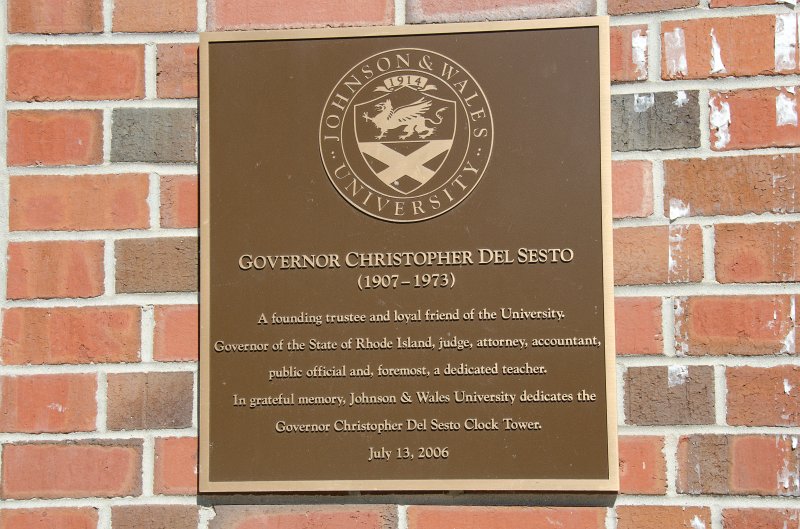 JOHNSON & WALES
1914
UNIVERSITY
GOVERNOR CHRISTOPHER DEL SESTO
(1907–1973)
A founding trustee and loyal friend of the University.
Governor of the State of Rhode Island, judge, attorney, accountant,
public official and, foremost, a dedicated teacher.
In grateful memory, Johnson & Wales University dedicates the
Governor Christopher Del Sesto Clock Tower.
July 13, 2006